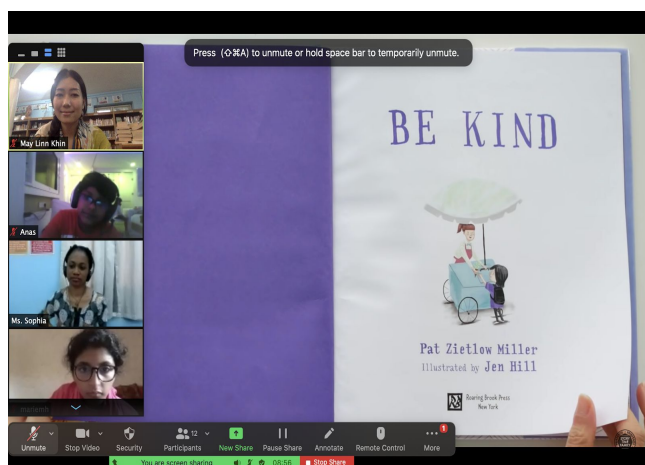 Press (⇧⌘A) to unmute or hold space bar to temporarily unmute.
May Linn Khin
Anas
Ms. Sophia
BE KIND
Pat Zietlow Miller
Illustrated by Jen Hill
Roaring Brook Press
New York
Unmute
Stop Video
Security
12
Participants
New Share
Pause Share
Annotate
Remote Control
1
More
You are screen sharing
08:56
Stop Share